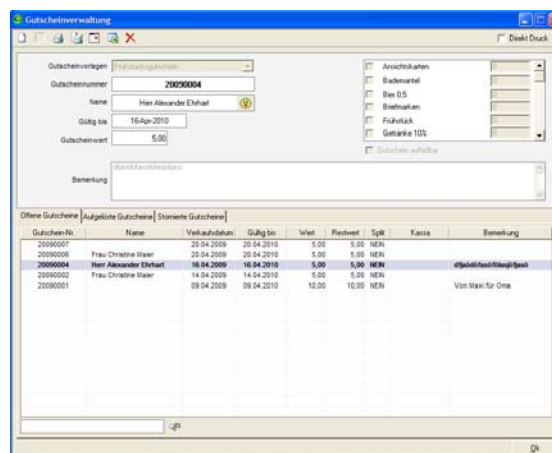 Gutscheinverwaltung
Direkt Druck
Gutscheinvorlagen Frühstücksgutschein
Gutscheinnummer 20090004
Name Herr Alexander Ehrhart
Gültig bis 16-Apr-2010
Gutscheinwert 5,00
Ansichtskarten
Bademantel
Bier 0,5
Briefmarken
Frühstück
Getränke 10%
Gutschein aufteilbar
Bemerkung
Offene Gutscheine Aufgelöste Gutscheine Stornierte Gutscheine
Gutschein-Nr. Name Verkaufsdatum Gültig bis Wert Restwert Split Kassa Bemerkung
20090007 20.04.2009 20.04.2010 5,00 5,00 NEIN
20090006 Frau Christine Maier 20.04.2009 20.04.2010 5,00 5,00 NEIN
20090004 Herr Alexander Ehrhart 16.04.2009 16.04.2010 5,00 5,00 NEIN
20090002 Frau Christine Maier 14.04.2009 14.04.2010 5,00 5,00 NEIN
20090001 09.04.2009 09.04.2010 10,00 10,00 NEIN Von Maxi für Oma
Ok